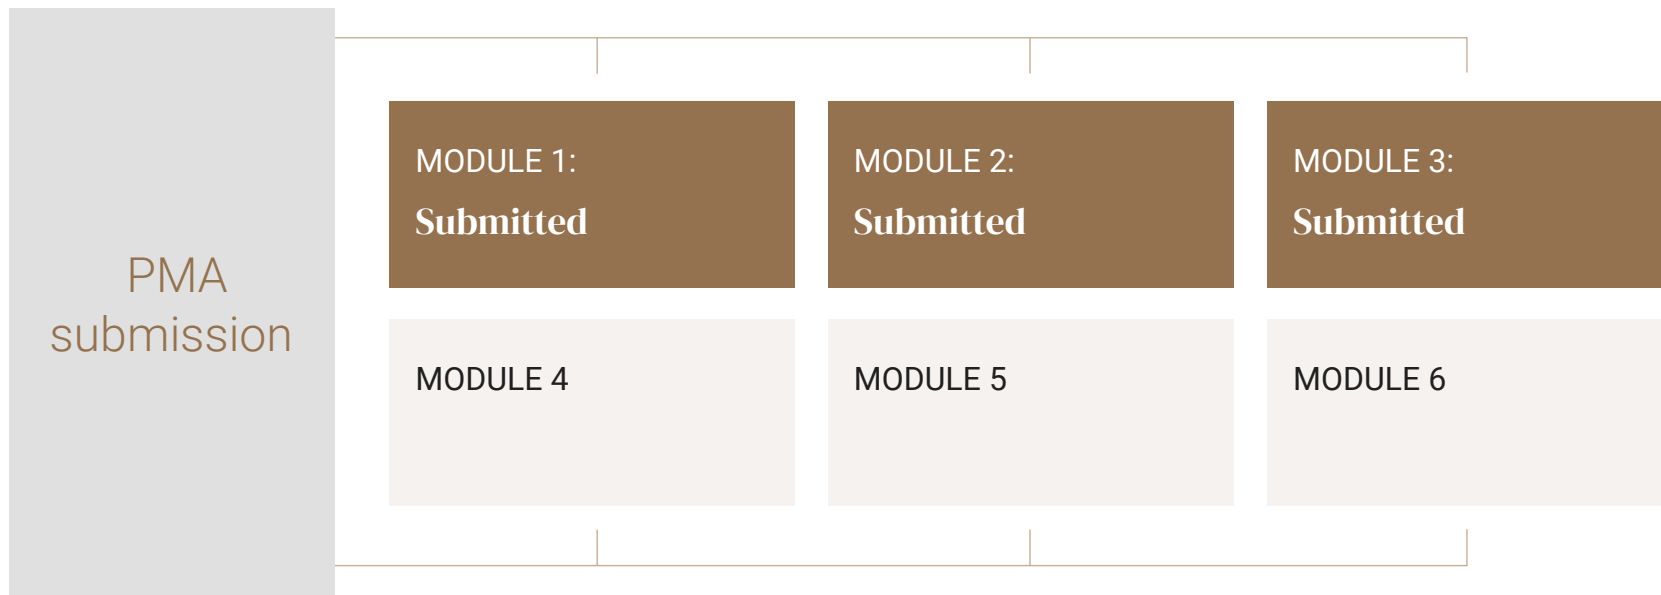 PMA
submission
MODULE 1:
Submitted
MODULE 2:
Submitted
MODULE 3:
Submitted
MODULE 4
MODULE 5
MODULE 6